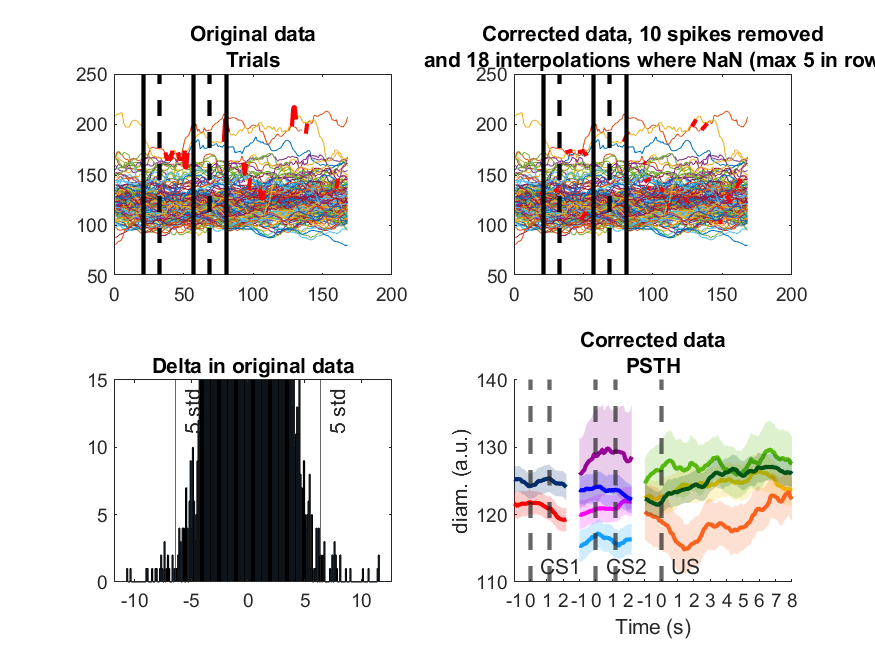 Original data
Trials
250
200
150
100
50
0 50 100 150 200
Corrected data, 10 spikes removed
and 18 interpolations where NaN (max 5 in row
250
200
150
100
50
0 50 100 150 200
Delta in original data
15
10
5
0
5 std
5 std
-10 -5 0 5 10
Corrected data
PSTH
140
130
120
110
diam. (a.u.)
CS1 CS2 US
-1 0 1 2 -1 0 1 2 -1 0 1 2 3 4 5 6 7 8
Time (s)